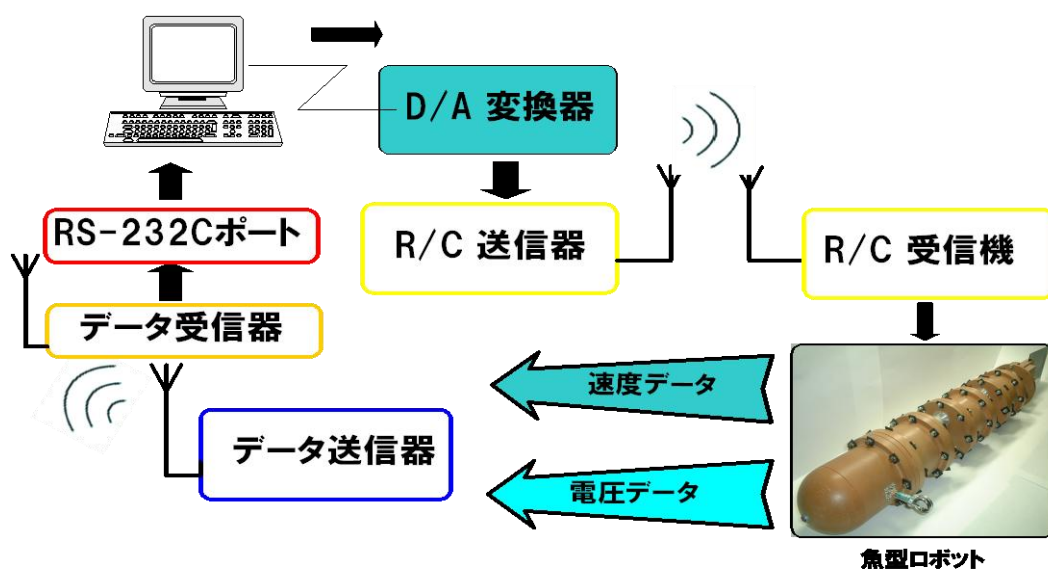 D/A 変換器
RS-232Cポート
R/C 送信器
R/C 受信機
データ受信器
速度データ
データ送信器
電圧データ
魚型ロボット